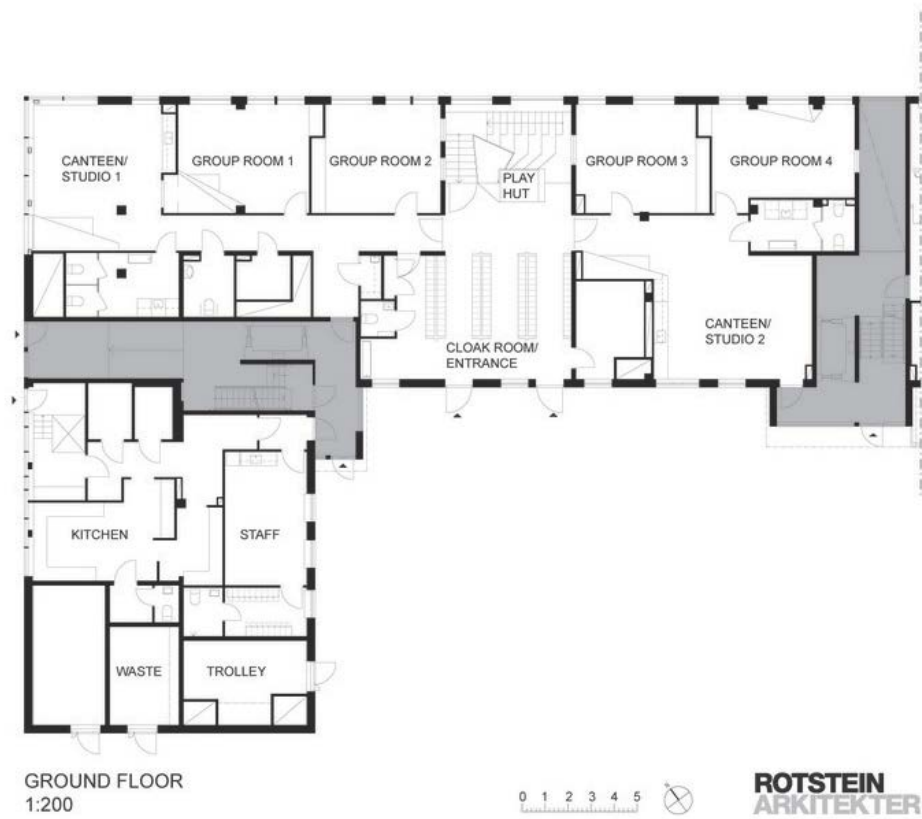 CANTEEN/
STUDIO 1
GROUP ROOM 1
GROUP ROOM 2
PLAY
HUT
GROUP ROOM 3
GROUP ROOM 4
CANTEEN/
STUDIO 2
CLOAK ROOM/
ENTRANCE
KITCHEN
STAFF
WASTE
TROLLEY
GROUND FLOOR
1:200
0 1 2 3 4 5
ROTSTEIN
ARKITEKTER